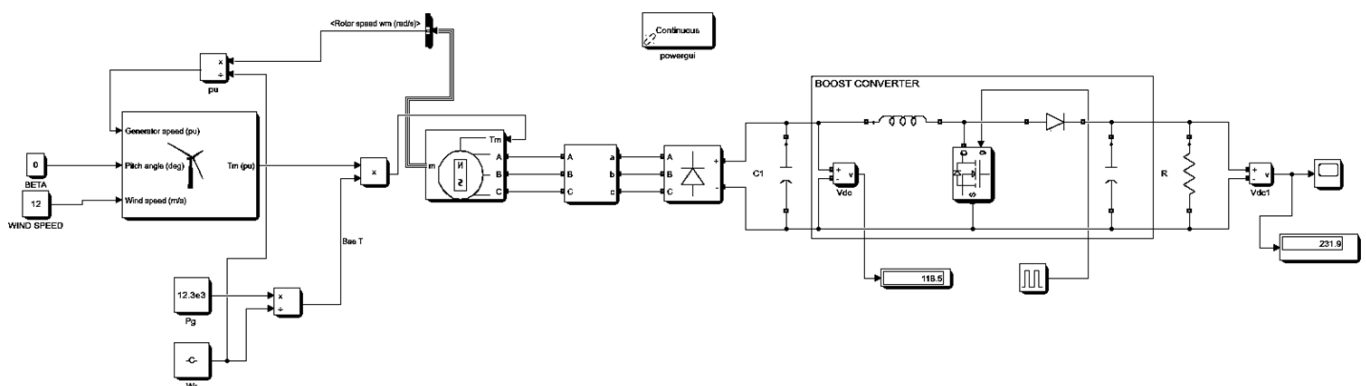 <Rotor speed wm (rad/s)>
Continuous
powergui
×
÷
pu
BOOST CONVERTER
Generator speed (pu)
Pitch angle (deg)
Wind speed (m/s)
Tm (pu)
0
BETA
12
WIND SPEED
×
Bas T
m
Tm
N
S
A
B
C
A
B
C
a
b
c
A
B
C
+
-
C1
+
-
v
Vdc
g
D
S
R
+
-
v
Vdc1
118.5
231.9
12.3e3
Pg
×
÷
-C-